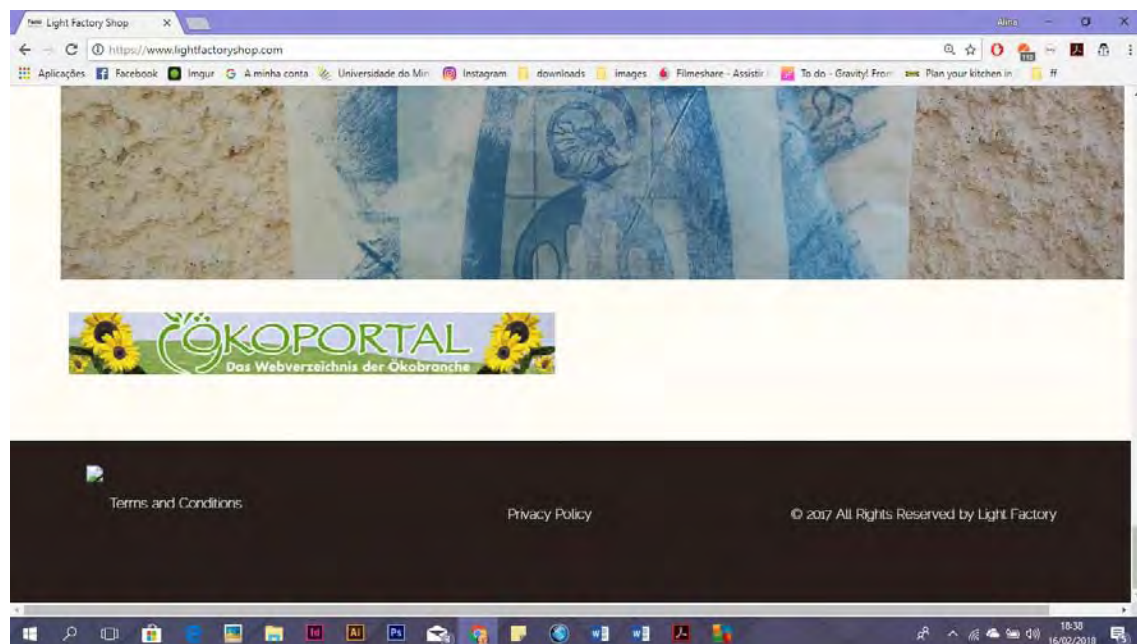 Light Factory Shop
Alina
https://www.lightfactoryshop.com
Aplicações Facebook Imgur A minha conta Universidade do Min Instagram downloads images Filmeshare - Assistir To do - Gravity! From Plan your kitchen in ff
ÖKOPORTAL
Das Webverzeichnis der Ökobranche
Terms and Conditions
Privacy Policy
© 2017 All Rights Reserved by Light Factory
18:38
16/02/2018